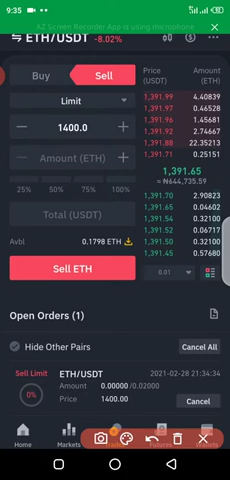 9:35
AZ Screen Recorder App is using microphone
ETH/USDT -8.02%
Buy
Sell
Limit
1400.0
Amount (ETH)
25% 50% 75% 100%
Total (USDT)
Avbl 0.1798 ETH
Sell ETH
Price (USDT) Amount (ETH)
1,391.99 4.40839
1,391.97 0.46528
1,391.96 1.45681
1,391.92 2.74667
1,391.88 22.35213
1,391.71 0.25151
1,391.65
≈₦644,735.59
1,391.70 2.90823
1,391.65 0.04602
1,391.54 0.32100
1,391.52 0.06717
1,391.50 0.32100
1,391.45 0.57680
0.01
Open Orders (1)
Hide Other Pairs
Cancel All
Sell Limit ETH/USDT 2021-02-28 21:34:34
0% Amount 0.00000 /0.02000
Price 1400.00
Cancel
Home Markets